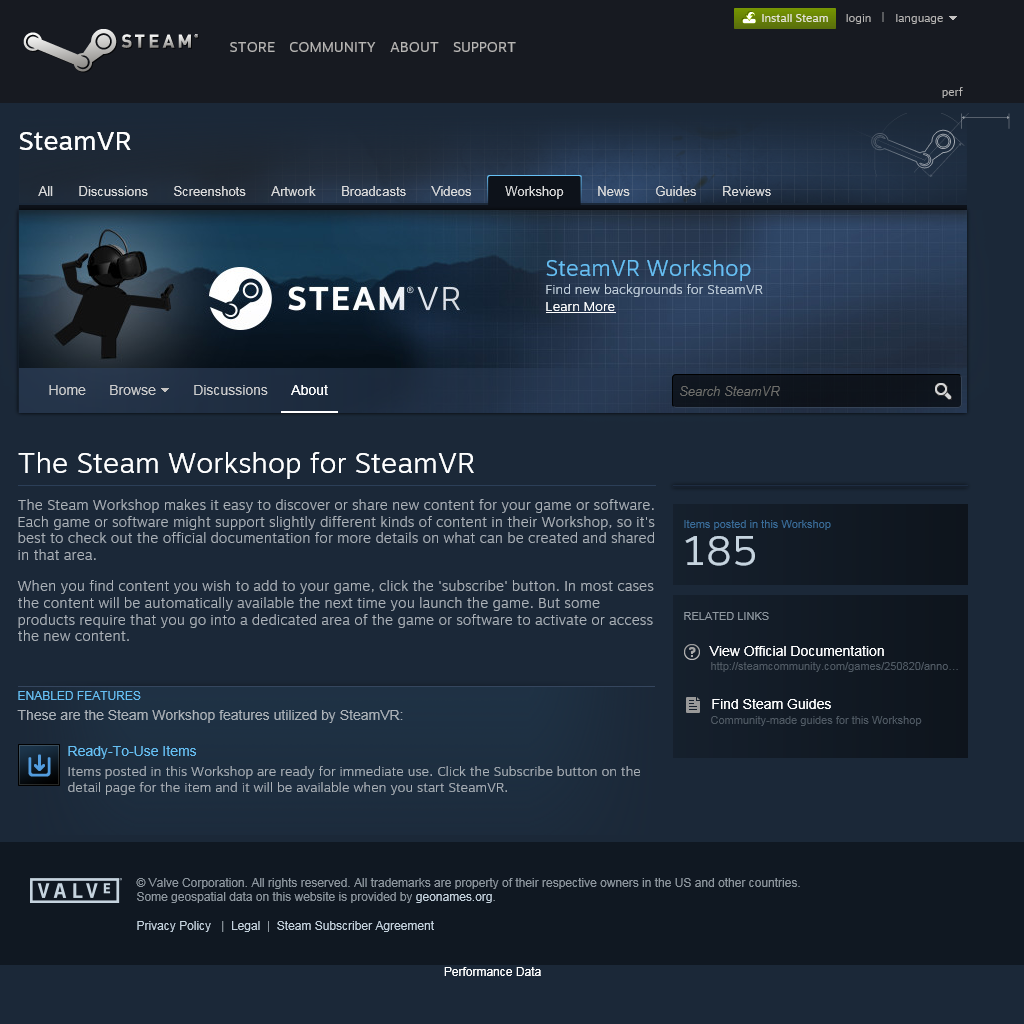 Install Steam login | language
STEAM®
STORE COMMUNITY ABOUT SUPPORT
perf
SteamVR
All Discussions Screenshots Artwork Broadcasts Videos Workshop News Guides Reviews
STEAM®VR
SteamVR Workshop
Find new backgrounds for SteamVR
Learn More
Home Browse Discussions About
Search SteamVR
The Steam Workshop for SteamVR
The Steam Workshop makes it easy to discover or share new content for your game or software.
Each game or software might support slightly different kinds of content in their Workshop, so it's
best to check out the official documentation for more details on what can be created and shared
in that area.
When you find content you wish to add to your game, click the 'subscribe' button. In most cases
the content will be automatically available the next time you launch the game. But some
products require that you go into a dedicated area of the game or software to activate or access
the new content.
ENABLED FEATURES
These are the Steam Workshop features utilized by SteamVR:
Ready-To-Use Items
Items posted in this Workshop are ready for immediate use. Click the Subscribe button on the
detail page for the item and it will be available when you start SteamVR.
Items posted in this Workshop
185
RELATED LINKS
View Official Documentation
http://steamcommunity.com/games/250820/anno...
Find Steam Guides
Community-made guides for this Workshop
VALVE
© Valve Corporation. All rights reserved. All trademarks are property of their respective owners in the US and other countries.
Some geospatial data on this website is provided by geonames.org.
Privacy Policy | Legal | Steam Subscriber Agreement
Performance Data